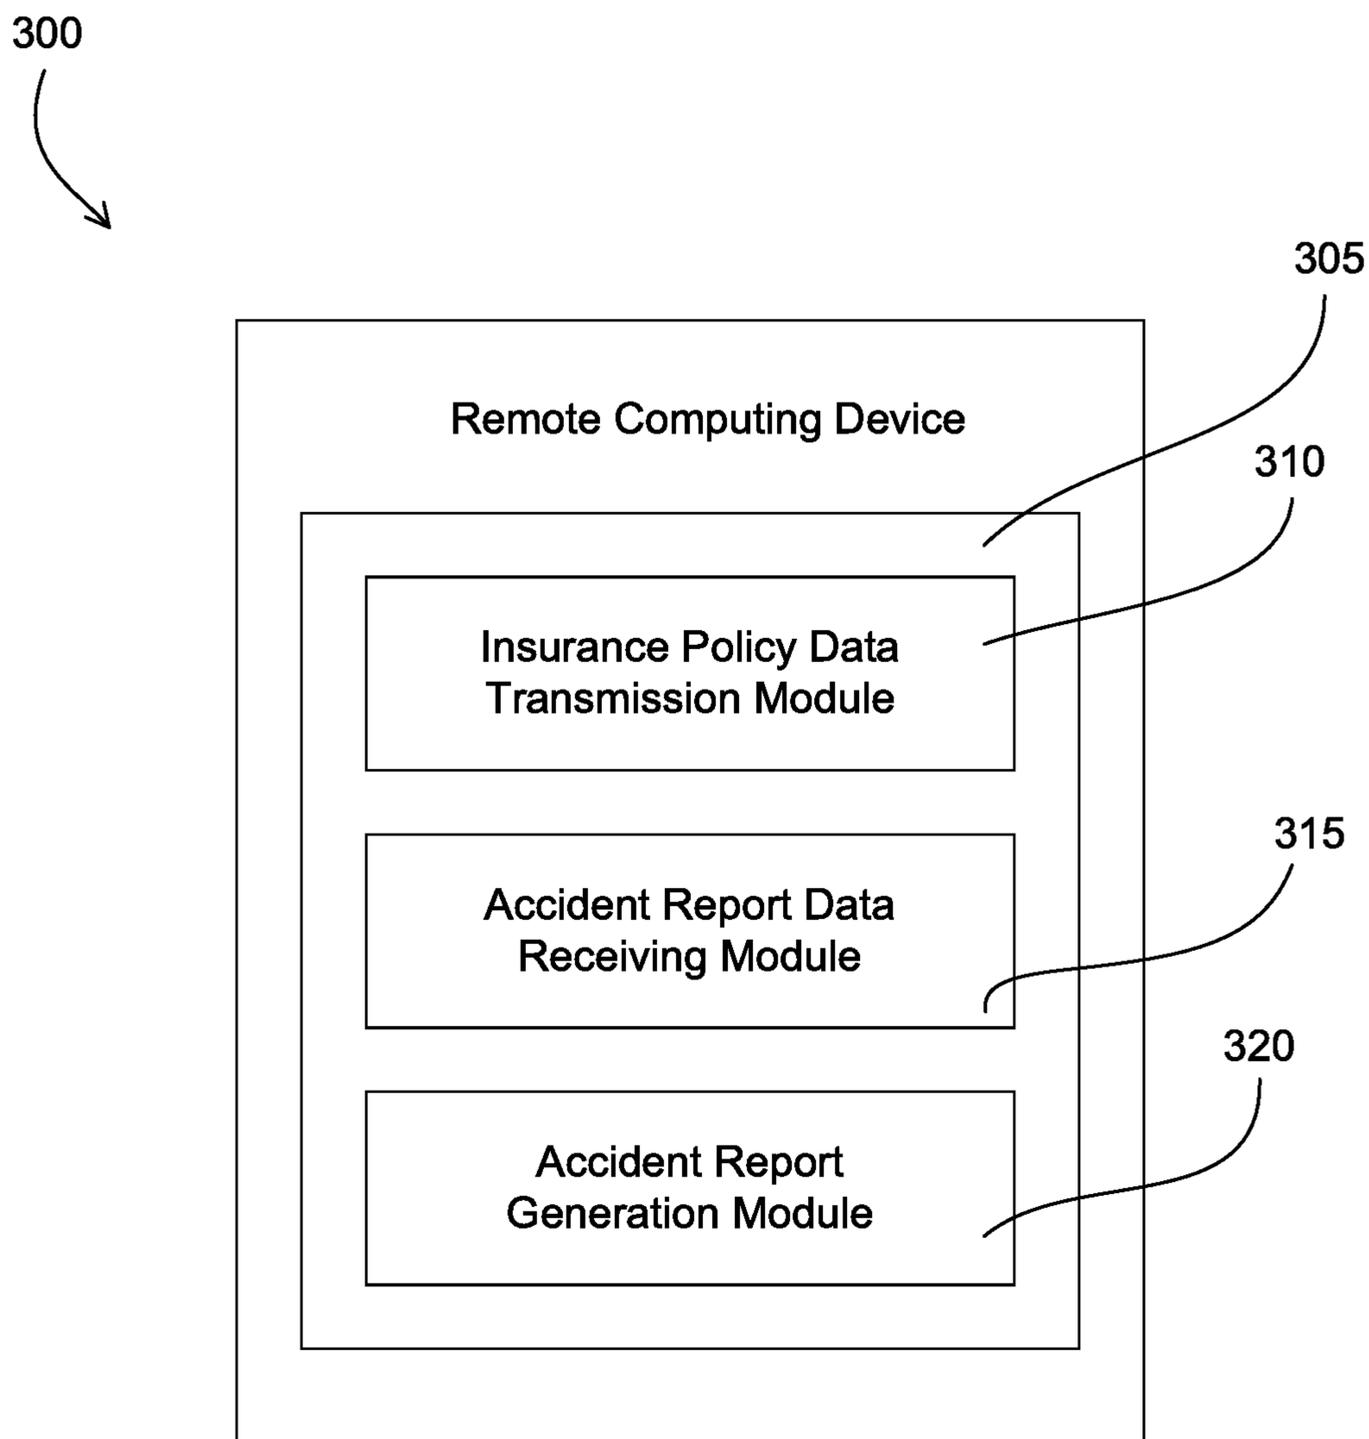 300
305
Remote Computing Device
310
Insurance Policy Data
Transmission Module
315
Accident Report Data
Receiving Module
320
Accident Report
Generation Module